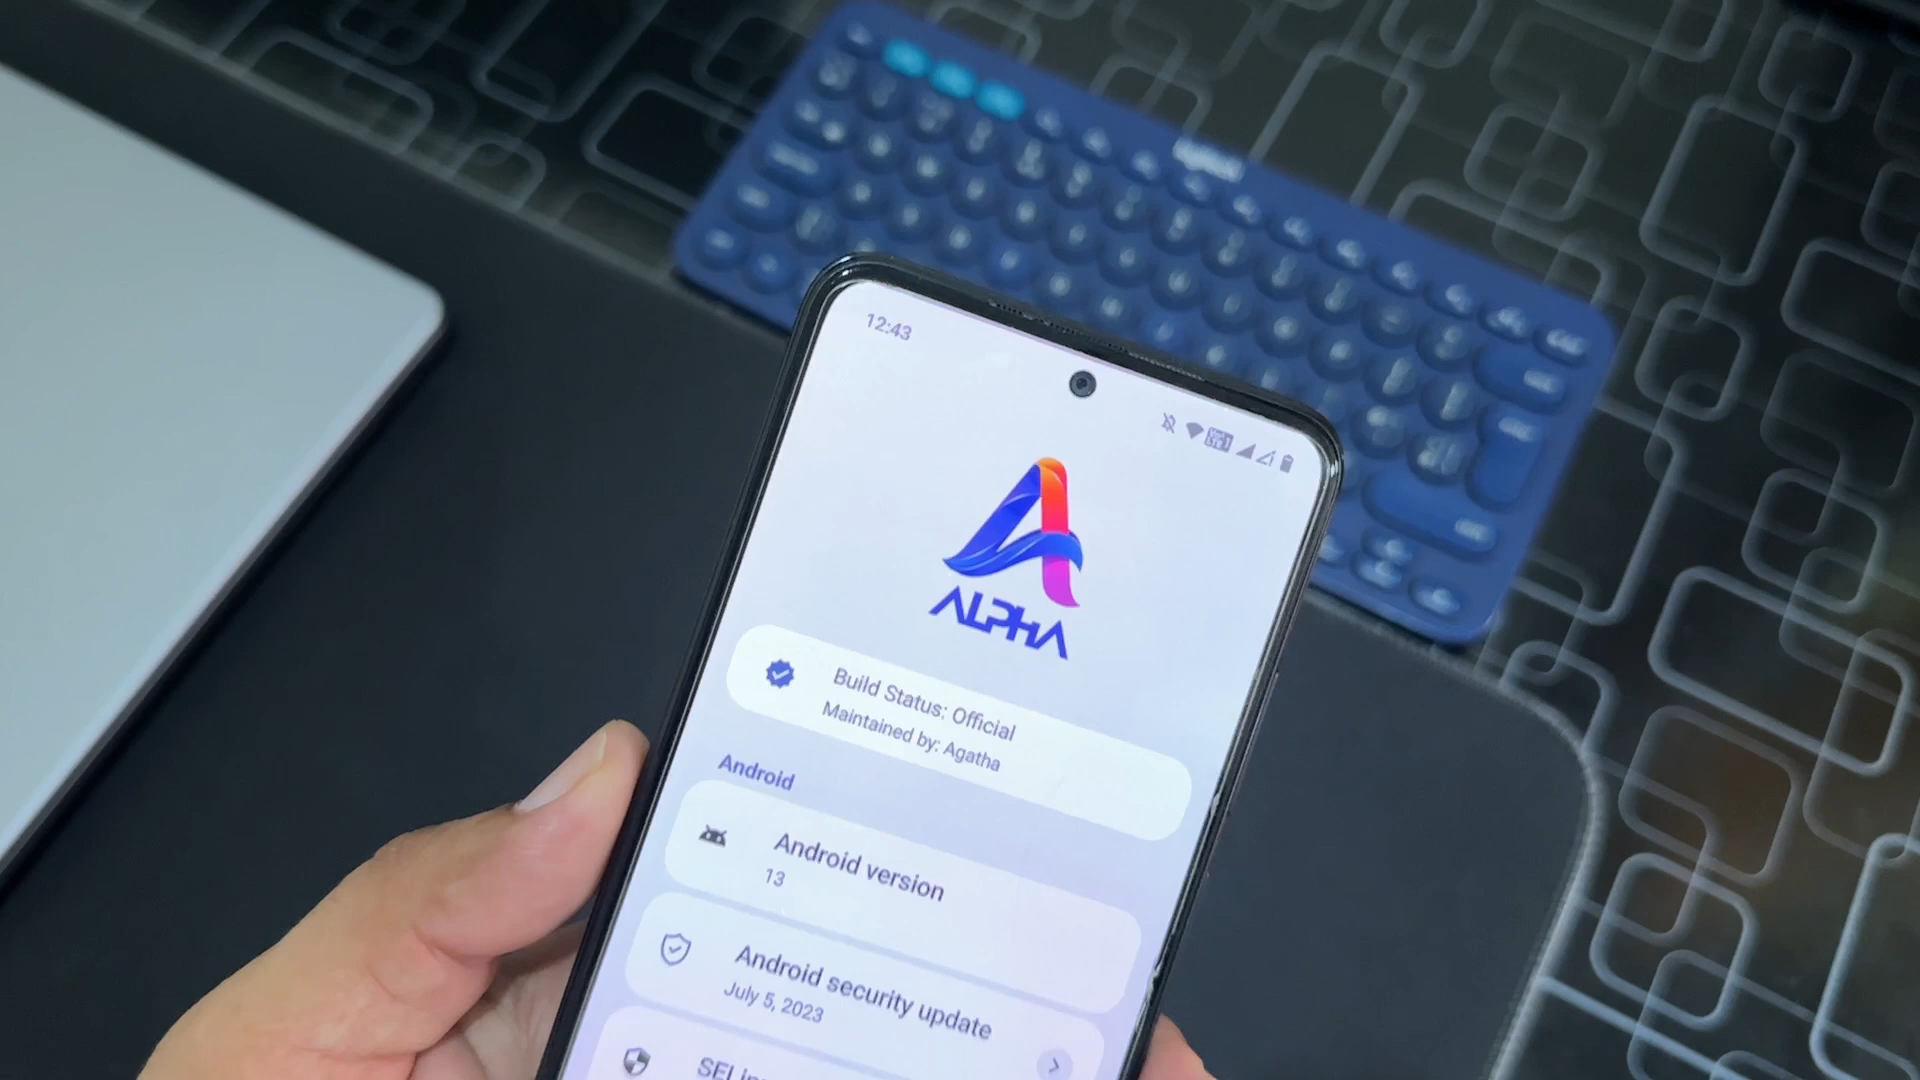 12:43
ALPHA
Build Status: Official
Maintained by: Agatha
Android
Android version
13
Android security update
July 5, 2023